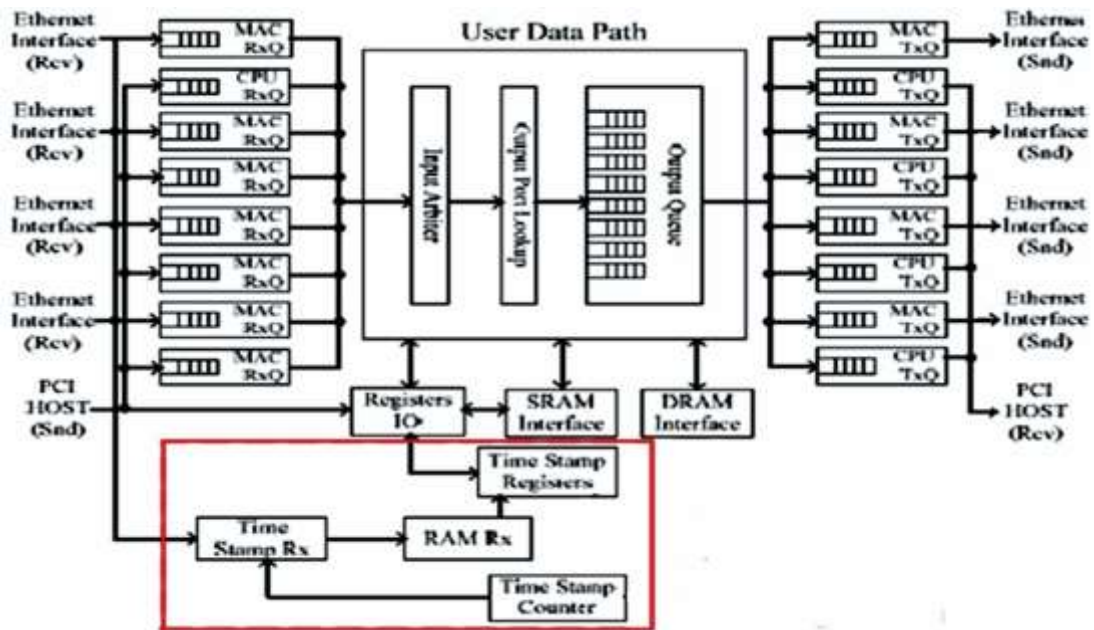 Ethernet
Interface
(Rcv)
Ethernet
Interface
(Rcv)
Ethernet
Interface
(Rcv)
Ethernet
Interface
(Rcv)
PCI
HOST
(Snd)
MAC
RxQ
CPU
RxQ
MAC
RxQ
MAC
RxQ
MAC
RxQ
MAC
RxQ
MAC
RxQ
MAC
RxQ
User Data Path
Input Arbiter
Output Port Lookup
Output Queue
Registers
IO
SRAM
Interface
DRAM
Interface
MAC
TxQ
CPU
TxQ
MAC
TxQ
CPU
TxQ
MAC
TxQ
CPU
TxQ
MAC
TxQ
CPU
TxQ
Ethernet
Interface
(Snd)
Ethernet
Interface
(Snd)
Ethernet
Interface
(Snd)
Ethernet
Interface
(Snd)
PCI
HOST
(Rcv)
Time Stamp
Registers
Time
Stamp Rx
RAM Rx
Time Stamp
Counter